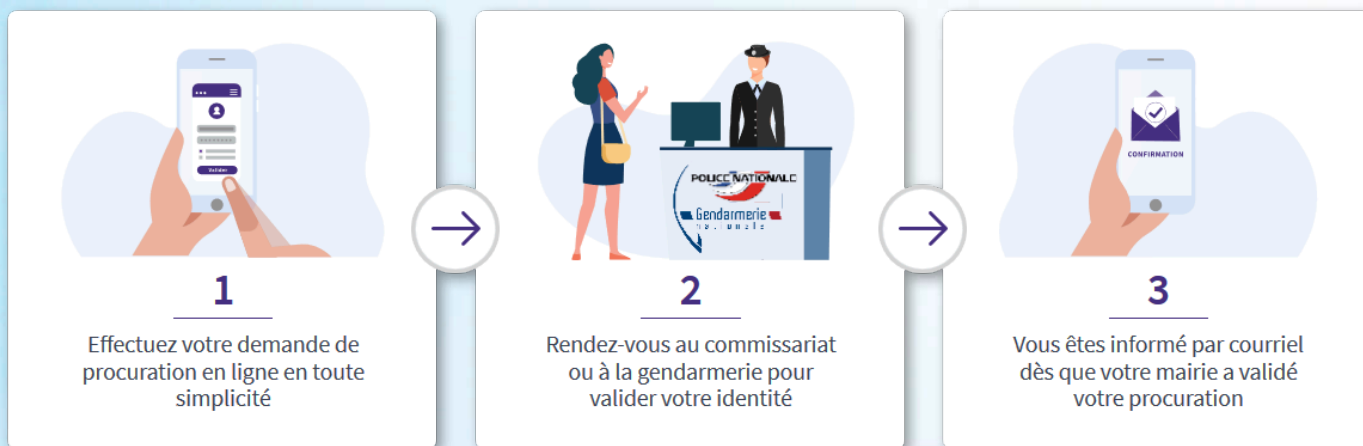 Valider
1
Effectuez votre demande de
procuration en ligne en toute
simplicité
POLICE NATIONALE
Gendarmerie
nationale
2
Rendez-vous au commissariat
ou à la gendarmerie pour
valider votre identité
CONFIRMATION
3
Vous êtes informé par courriel
dès que votre mairie a validé
votre procuration